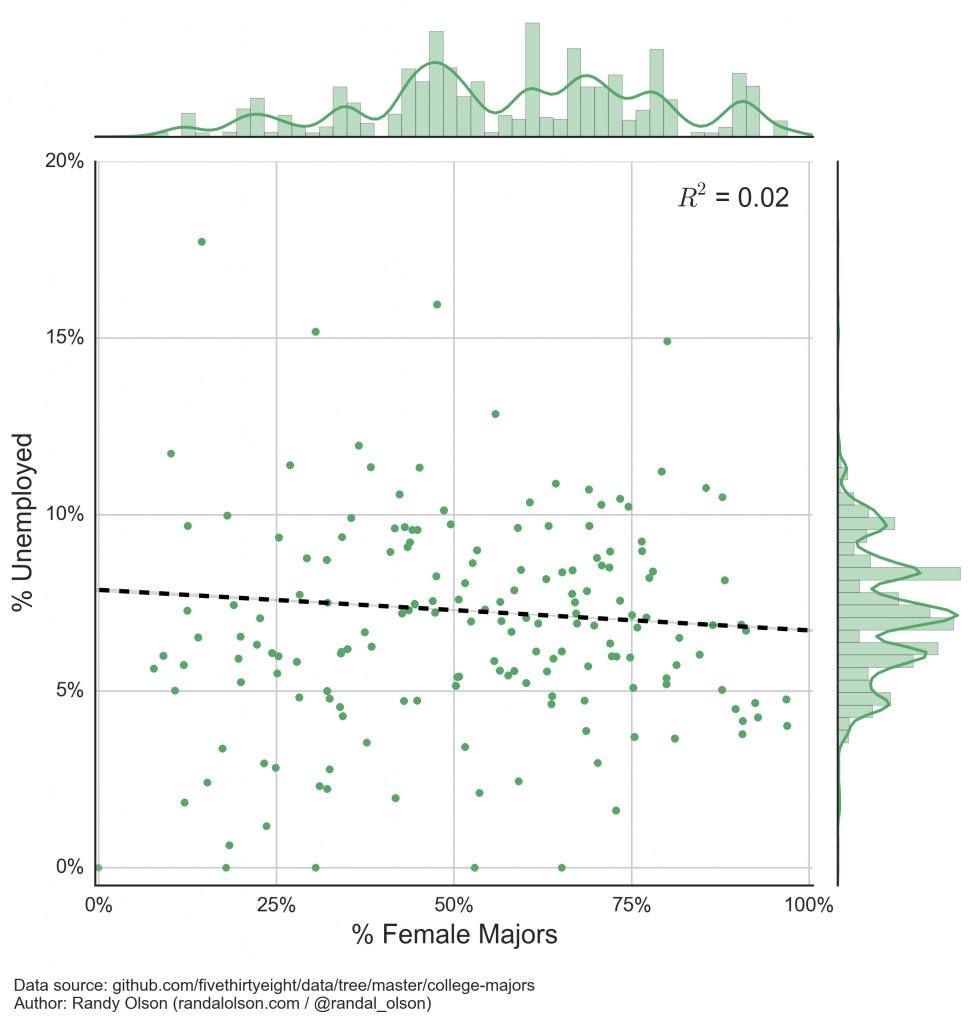 20%
R² = 0.02
15%
% Unemployed
10%
5%
0%
0% 25% 50% 75% 100%
% Female Majors
Data source: github.com/fivethirtyeight/data/tree/master/college-majors
Author: Randy Olson (randalolson.com / @randal_olson)